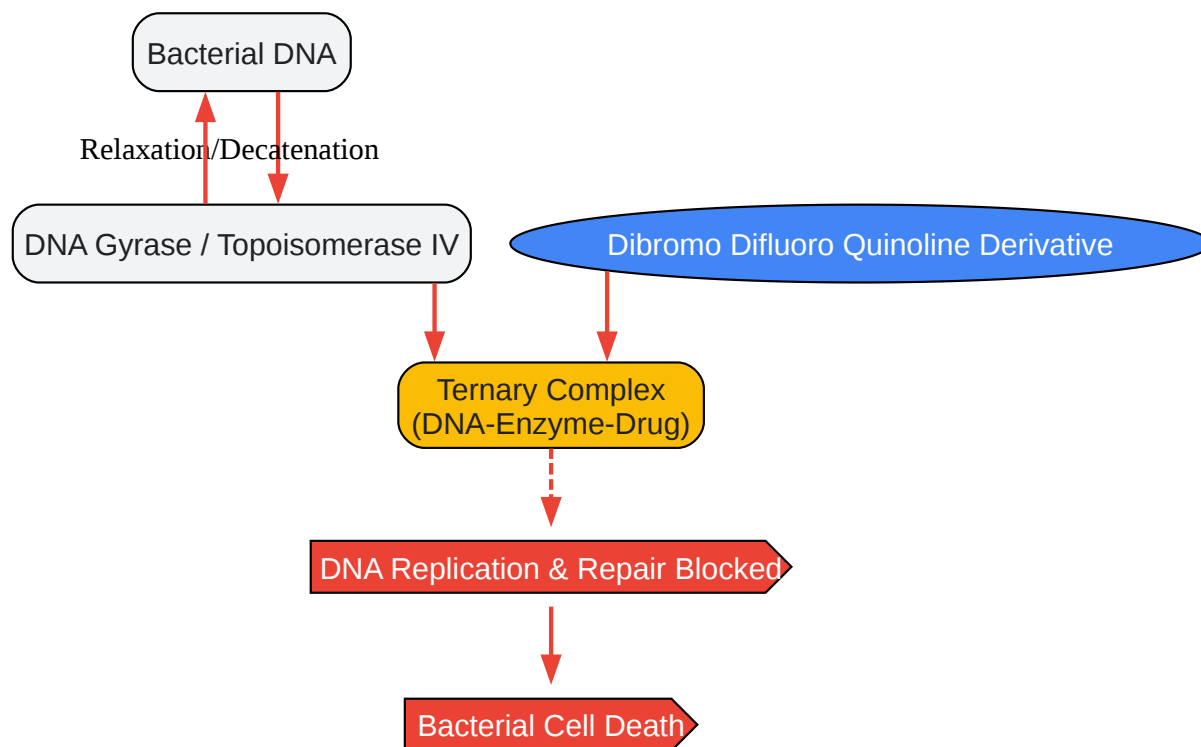 Bacterial DNA
Relaxation/Decatenation
DNA Gyrase / Topoisomerase IV
Dibromo Difluoro Quinoline Derivative
Ternary Complex
(DNA-Enzyme-Drug)
DNA Replication & Repair Blocked
Bacterial Cell Death